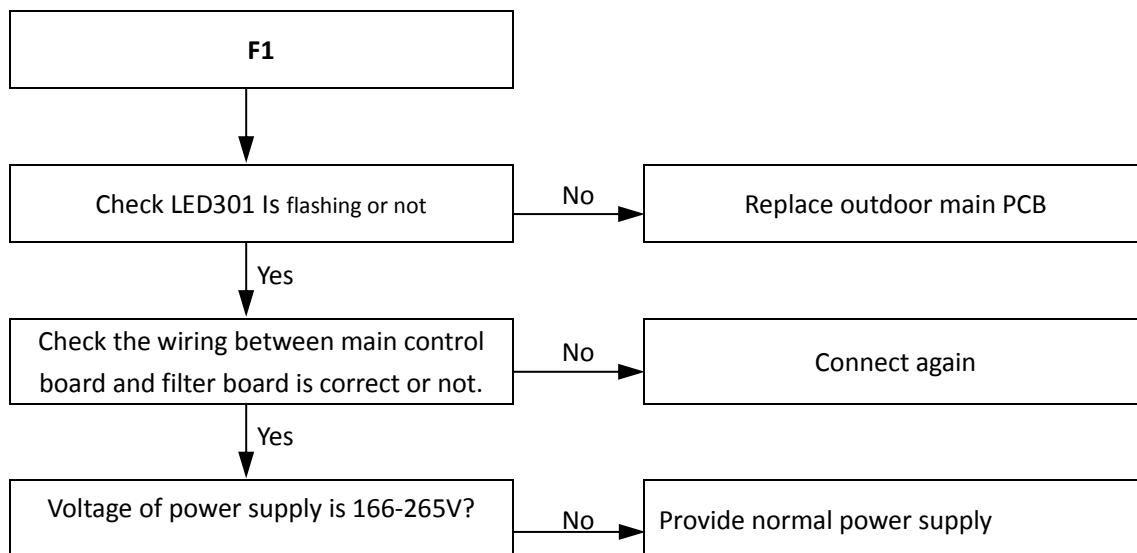 F1
Check LED301 Is flashing or not
No
Replace outdoor main PCB
Yes
Check the wiring between main control
board and filter board is correct or not.
No
Connect again
Yes
Voltage of power supply is 166-265V?
No
Provide normal power supply